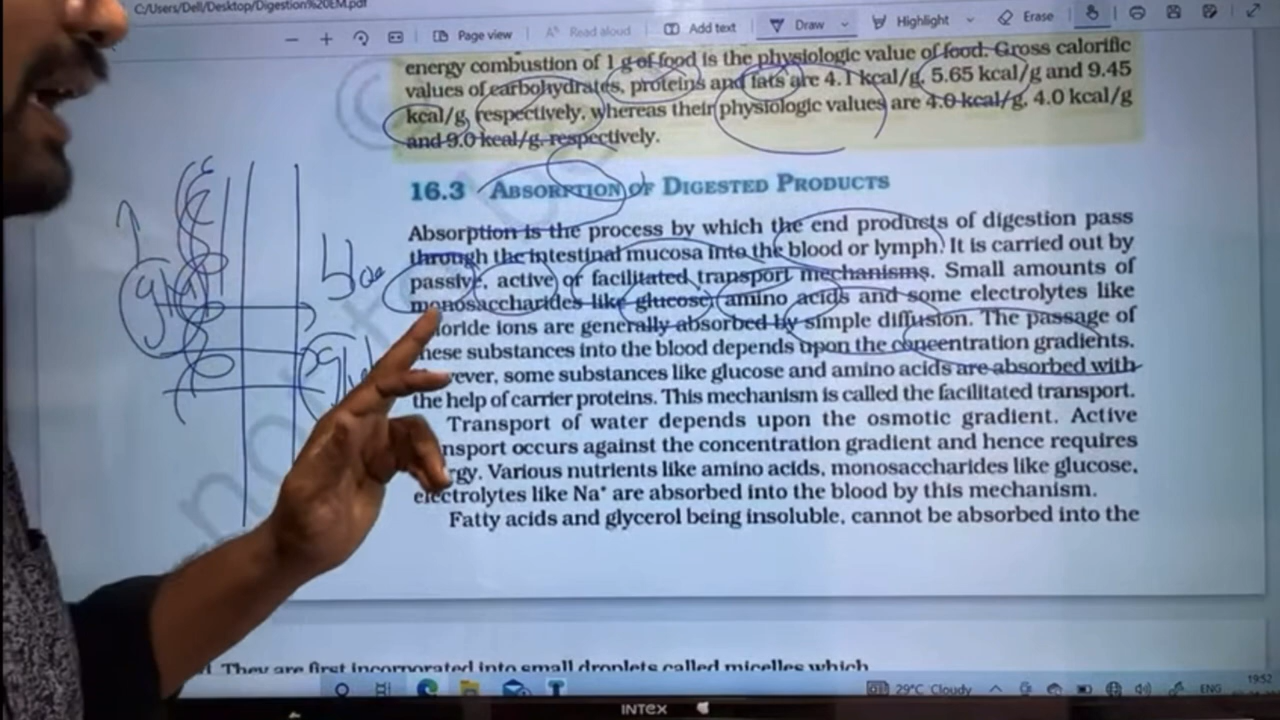 C:/Users/Dell/Desktop/Digestion%20EM.pdf
Page view
Read aloud
Add text
Draw
Highlight
Erase
energy combustion of 1 g of food is the physiologic value of food. Gross calorific
values of carbohydrates, proteins and fats are 4.1 kcal/g, 5.65 kcal/g and 9.45
kcal/g, respectively, whereas their physiologic values are 4.0 kcal/g, 4.0 kcal/g
and 9.0 kcal/g, respectively.
16.3 ABSORPTION OF DIGESTED PRODUCTS
Absorption is the process by which the end products of digestion pass
through the intestinal mucosa into the blood or lymph. It is carried out by
passive, active or facilitated transport mechanisms. Small amounts of
monosaccharides like glucose, amino acids and some electrolytes like
loride ions are generally absorbed by simple diffusion. The passage of
hese substances into the blood depends upon the concentration gradients.
ever, some substances like glucose and amino acids are absorbed with
the help of carrier proteins. This mechanism is called the facilitated transport.
Transport of water depends upon the osmotic gradient. Active
nsport occurs against the concentration gradient and hence requires
rgy. Various nutrients like amino acids, monosaccharides like glucose,
electrolytes like Na⁺ are absorbed into the blood by this mechanism.
Fatty acids and glycerol being insoluble, cannot be absorbed into the
They are first incorporated into small droplets called micelles which
29°C Cloudy
ENG
19:52
INTEX